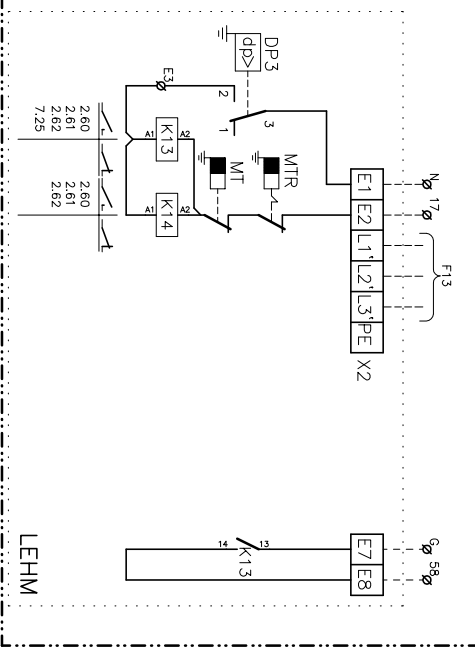 DP3
dp>
E3
2
1
3
K13
A1
A2
2.60
2.61
2.62
7.25
MT
MTR
K14
A1
A2
2.60
2.61
2.62
N
17
F13
E1
E2
L1'
L2'
L3'
PE
X2
G
58
E7
E8
14
13
K13
LEHM